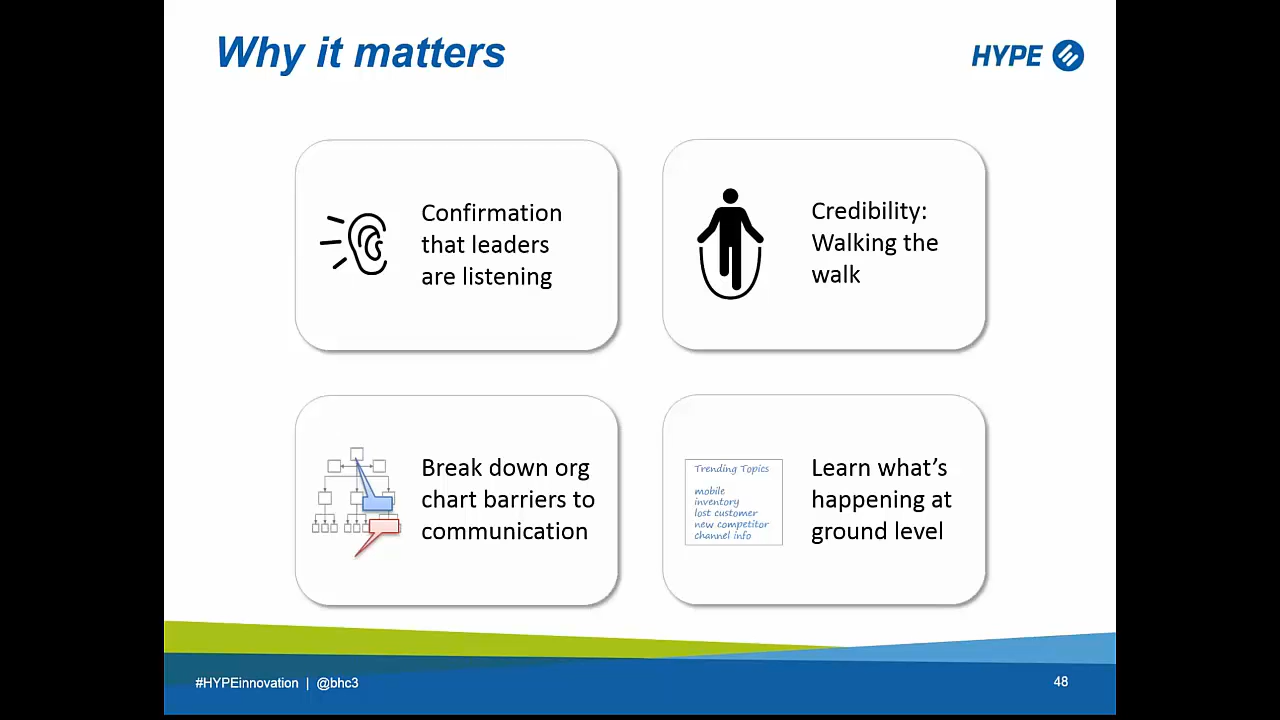 Why it matters
HYPE
Confirmation
that leaders
are listening
Credibility:
Walking the
walk
Break down org
chart barriers to
communication
Trending Topics
mobile
inventory
lost customer
new competitor
channel info
Learn what's
happening at
ground level
#HYPEinnovation | @bhc3
48